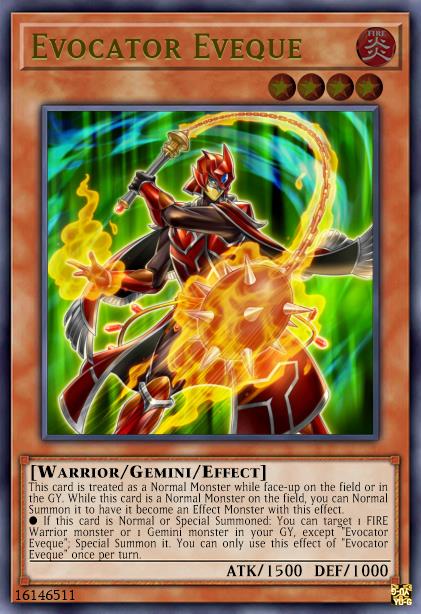 Evocator Eveque
FIRE
炎
[Warrior/Gemini/Effect]
This card is treated as a Normal Monster while face-up on the field or in
the GY. While this card is a Normal Monster on the field, you can Normal
Summon it to have it become an Effect Monster with this effect.
● If this card is Normal or Special Summoned: You can target 1 FIRE
Warrior monster or 1 Gemini monster in your GY, except "Evocator
Eveque"; Special Summon it. You can only use this effect of "Evocator
Eveque" once per turn.
ATK/1500 DEF/1000
16146511